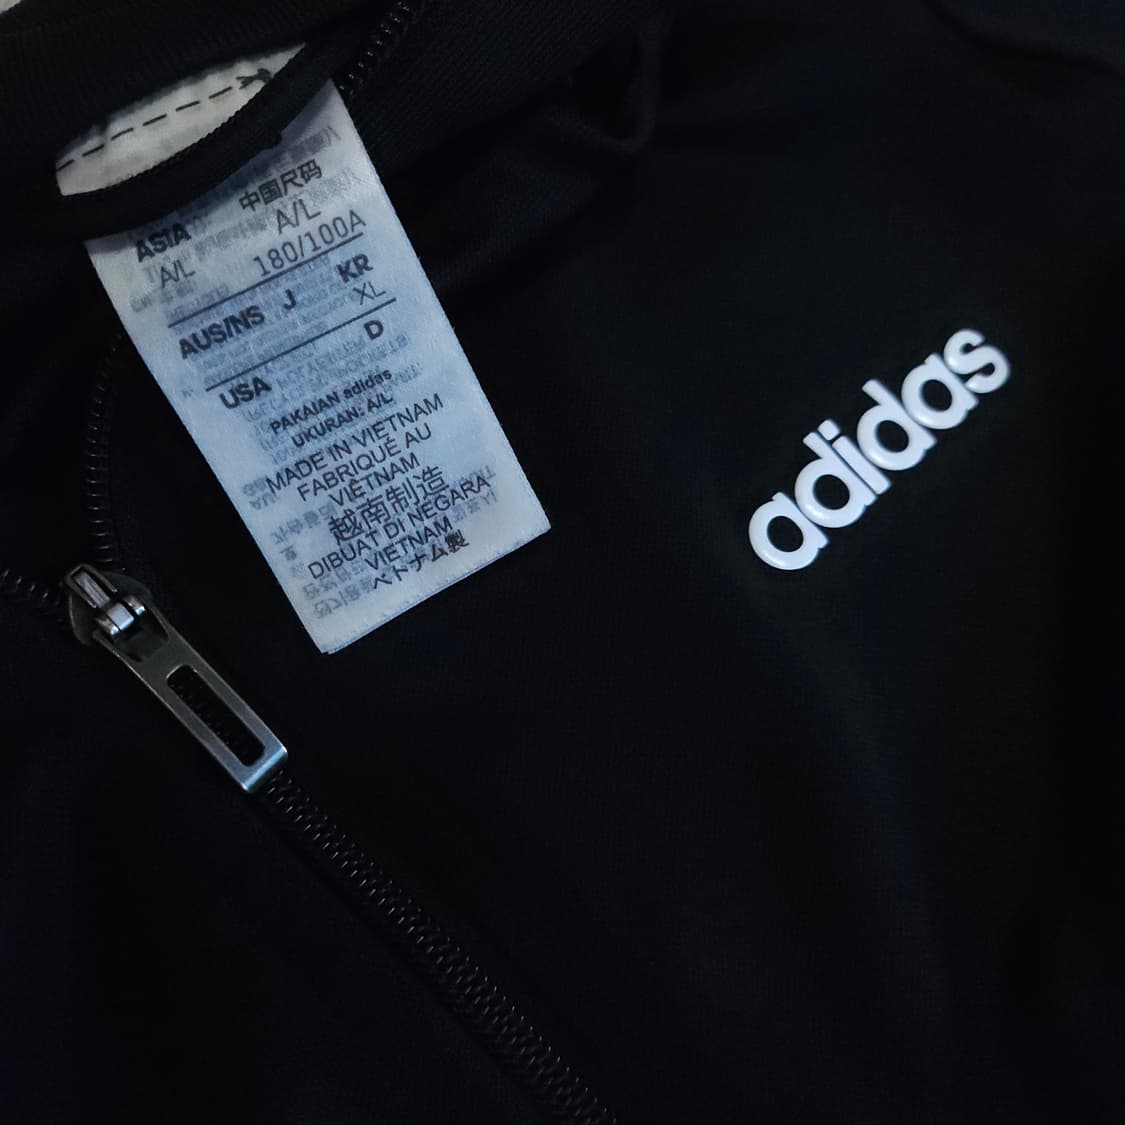 中国尺码
ASIA A/L
A/L 180/100A
AUS/NS J KR
XL
USA D
PAKAIAN adidas
UKURAN: A/L
MADE IN VIETNAM
FABRIQUÉ AU
VIETNAM
越南制造
DIBUAT DI NEGARA
VIETNAM
ベトナム製
adidas